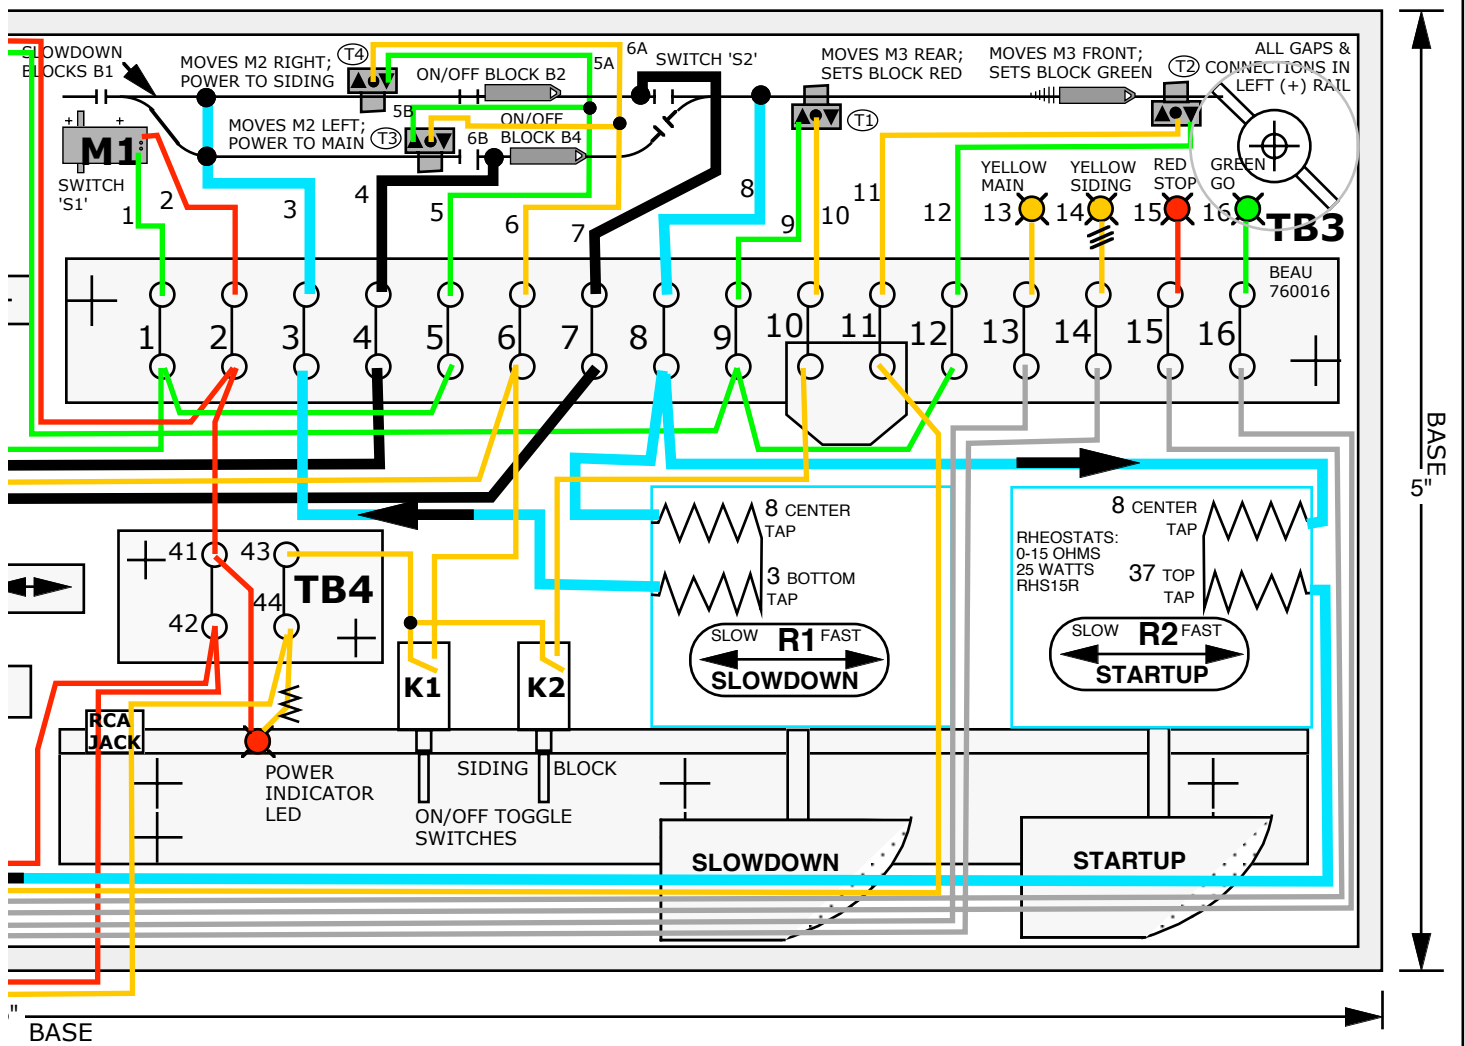 SLOWDOWN
BLOCKS B1
MOVES M2 RIGHT;
POWER TO SIDING
T4
ON/OFF BLOCK B2
5A
6A
SWITCH 'S2'
MOVES M3 REAR;
SETS BLOCK RED
MOVES M3 FRONT;
SETS BLOCK GREEN
T2
ALL GAPS &
CONNECTIONS IN
LEFT (+) RAIL
+ +
M1
SWITCH
'S1'
MOVES M2 LEFT;
POWER TO MAIN
T3
5B
6B
ON/OFF
BLOCK B4
T1
YELLOW
MAIN
YELLOW
SIDING
RED
STOP
GREEN
GO
1 2 3 4 5 6 7 8 9 10 11 12 13 14 15 16
TB3
BEAU
760016
1 2 3 4 5 6 7 8 9 10 11 12 13 14 15 16
BASE
5"
41 43
TB4
44
42
8 CENTER
TAP
3 BOTTOM
TAP
SLOW R1 FAST
SLOWDOWN
RHEOSTATS:
0-15 OHMS
25 WATTS
RHS15R
8 CENTER
TAP
37 TOP
TAP
SLOW R2 FAST
STARTUP
K1 K2
RCA
JACK
POWER
INDICATOR
LED
SIDING BLOCK
ON/OFF TOGGLE
SWITCHES
SLOWDOWN
STARTUP
"
BASE